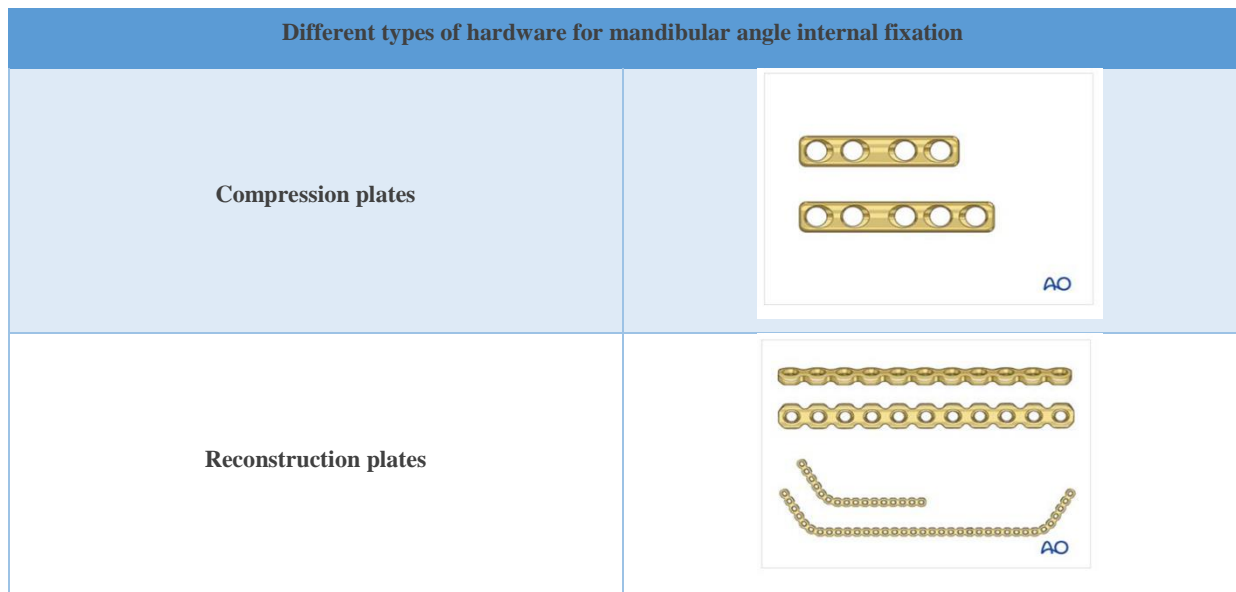 Different types of hardware for mandibular angle internal fixation
Compression plates
AO
Reconstruction plates
AO